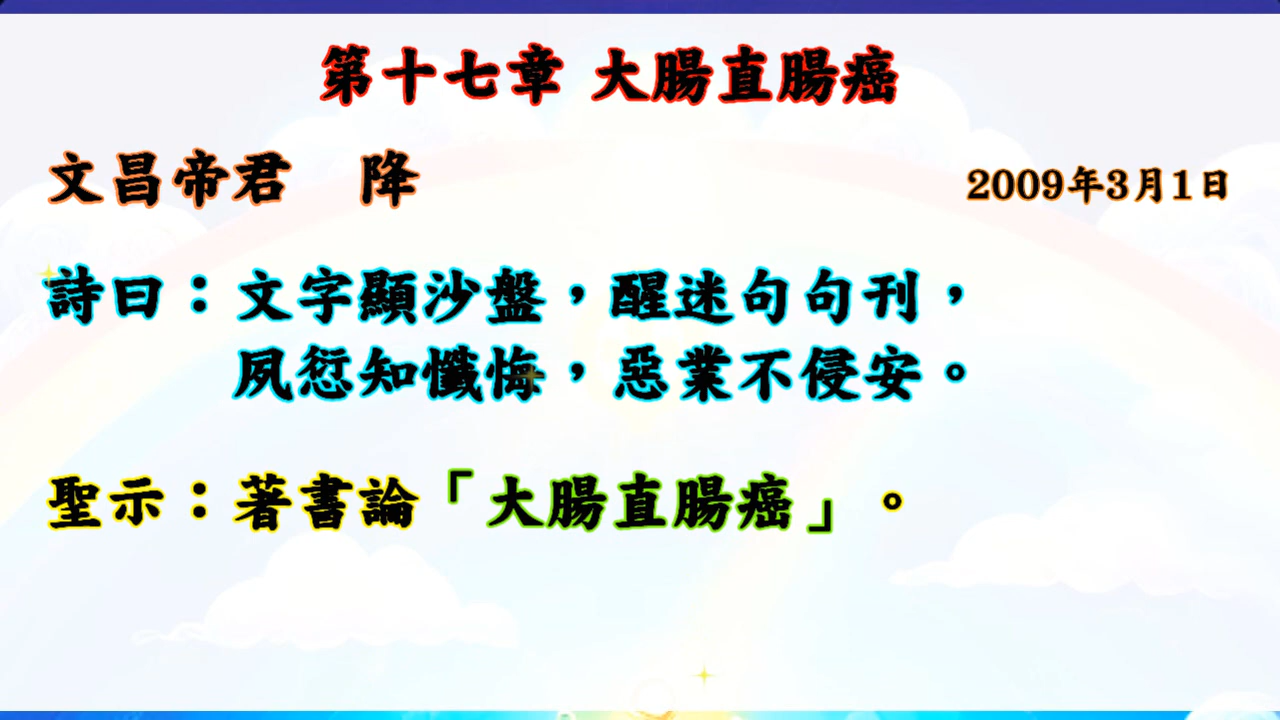 第十七章 大腸直腸癌
文昌帝君　降
2009年3月1日
詩曰：文字顯沙盤，醒迷句句刊，
夙愆知懺悔，惡業不侵安。
聖示：著書論「大腸直腸癌」。